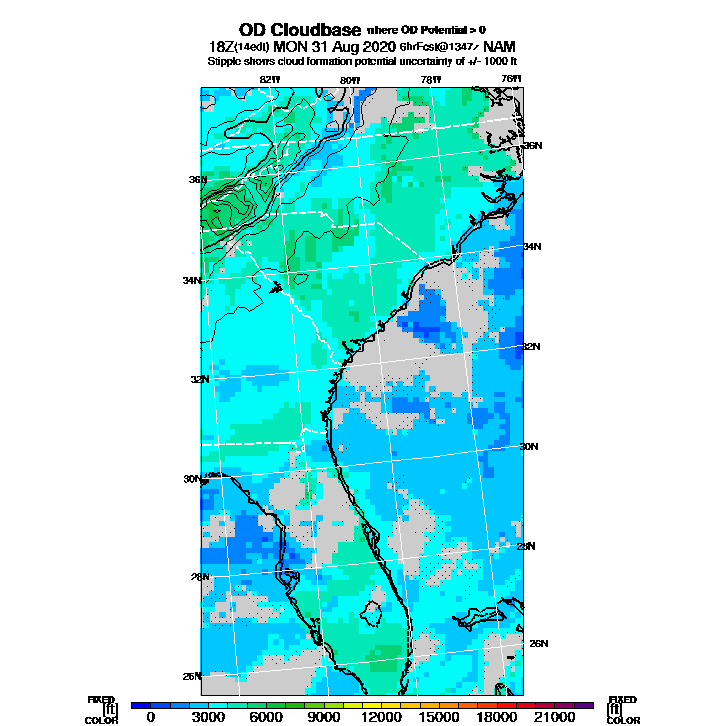 OD Cloudbase where OD Potential > 0
18Z(14edt) MON 31 Aug 2020 6hrFcst@1347z NAM
Stipple shows cloud formation potential uncertainty of +/- 1000 ft
82W 80W 78W 76W
36N
36N
34N
34N
32N
32N
30N
30N
28N
28N
26N
26N
FIXED FIXED
[ft] 0 3000 6000 9000 12000 15000 18000 21000 [ft]
COLOR COLOR